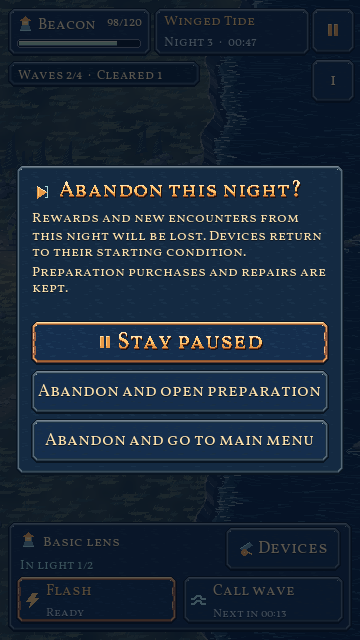 Beacon 98/120
Winged Tide
Night 3 · 00:47
Waves 2/4 · Cleared 1
I
Abandon this night?
Rewards and new encounters from
this night will be lost. Devices return
to their starting condition.
Preparation purchases and repairs are
kept.
Stay paused
Abandon and open preparation
Abandon and go to main menu
Basic lens
In light 1/2
Devices
Flash
Ready
Call wave
Next in 00:13